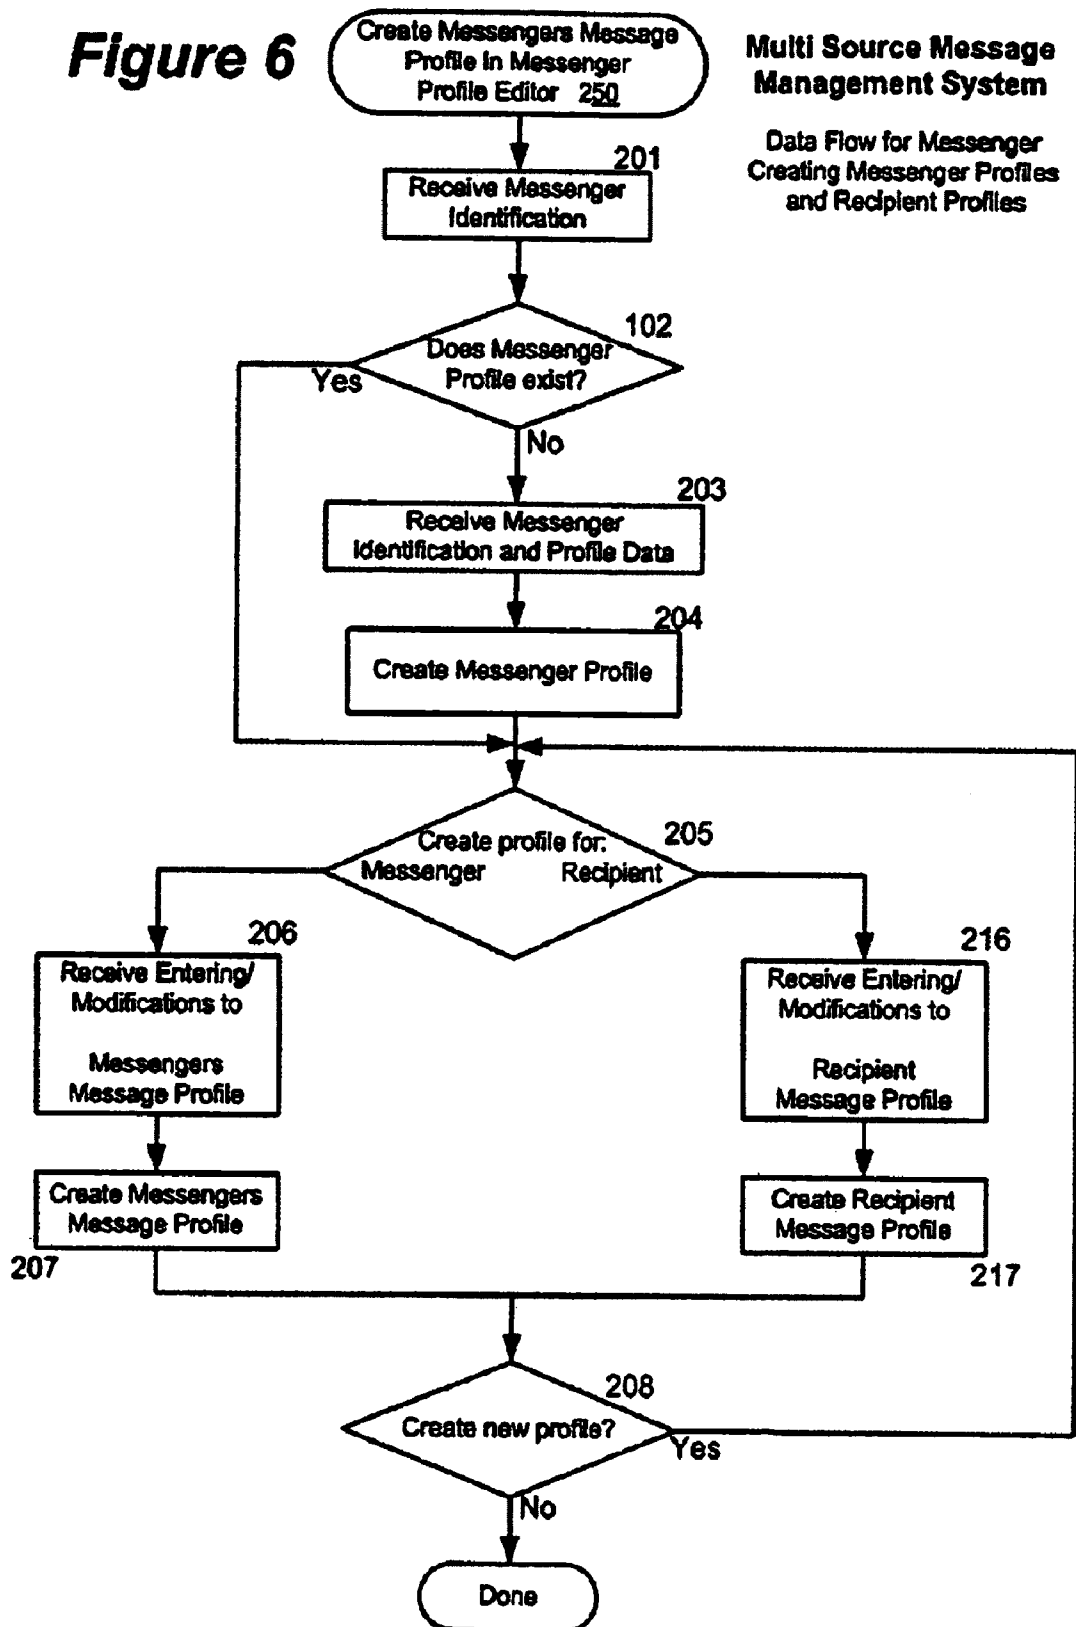 Figure 6
Create Messengers Message
Profile in Messenger
Profile Editor 250
Multi Source Message
Management System
Data Flow for Messenger
Creating Messenger Profiles
and Recipient Profiles
201
Receive Messenger
Identification
102
Does Messenger
Profile exist?
Yes
No
203
Receive Messenger
Identification and Profile Data
204
Create Messenger Profile
205
Create profile for:
Messenger Recipient
206
Receive Entering/
Modifications to
Messengers
Message Profile
216
Receive Entering/
Modifications to
Recipient
Message Profile
Create Messengers
Message Profile
207
Create Recipient
Message Profile
217
208
Create new profile?
Yes
No
Done